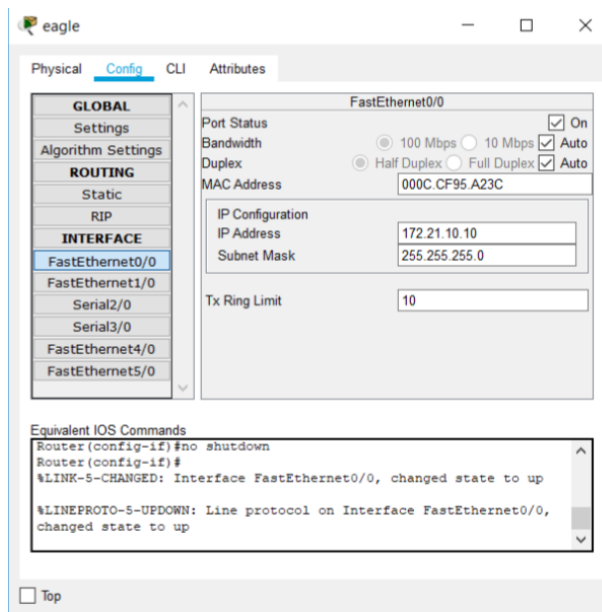 eagle
Physical Config CLI Attributes
GLOBAL
Settings
Algorithm Settings
ROUTING
Static
RIP
INTERFACE
FastEthernet0/0
FastEthernet1/0
Serial2/0
Serial3/0
FastEthernet4/0
FastEthernet5/0
FastEthernet0/0
Port Status On
Bandwidth 100 Mbps 10 Mbps Auto
Duplex Half Duplex Full Duplex Auto
MAC Address 000C.CF95.A23C
IP Configuration
IP Address 172.21.10.10
Subnet Mask 255.255.255.0
Tx Ring Limit 10
Equivalent IOS Commands
Router(config-if)#no shutdown
Router(config-if)#
%LINK-5-CHANGED: Interface FastEthernet0/0, changed state to up
%LINEPROTO-5-UPDOWN: Line protocol on Interface FastEthernet0/0,
changed state to up
Top